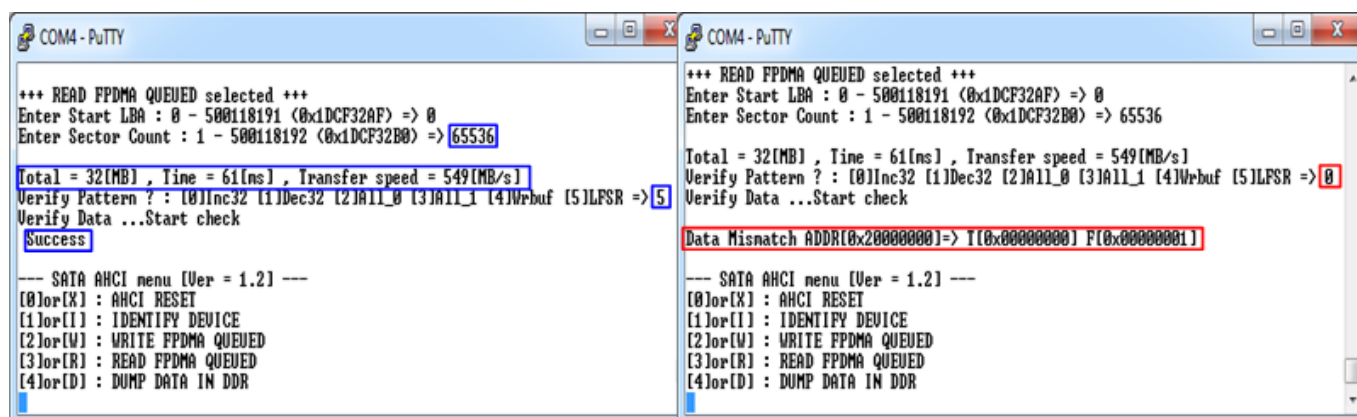 COM4 - PuTTY
+++ READ FPDMA QUEUED selected +++
Enter Start LBA : 0 - 500118191 (0x1DCF32AF) => 0
Enter Sector Count : 1 - 500118192 (0x1DCF32B0) => 65536
Total = 32[MB] , Time = 61[ms] , Transfer speed = 549[MB/s]
Verify Pattern ? : [0]Inc32 [1]Dec32 [2]All_0 [3]All_1 [4]Wrbuf [5]LFSR => 5
Verify Data ...Start check
Success
--- SATA AHCI menu [Ver = 1.2] ---
[0]or[X] : AHCI RESET
[1]or[I] : IDENTIFY DEVICE
[2]or[W] : WRITE FPDMA QUEUED
[3]or[R] : READ FPDMA QUEUED
[4]or[D] : DUMP DATA IN DDR
COM4 - PuTTY
+++ READ FPDMA QUEUED selected +++
Enter Start LBA : 0 - 500118191 (0x1DCF32AF) => 0
Enter Sector Count : 1 - 500118192 (0x1DCF32B0) => 65536
Total = 32[MB] , Time = 61[ms] , Transfer speed = 549[MB/s]
Verify Pattern ? : [0]Inc32 [1]Dec32 [2]All_0 [3]All_1 [4]Wrbuf [5]LFSR => 0
Verify Data ...Start check
Data Mismatch ADDR[0x20000000]=> T[0x00000000] F[0x00000001]
--- SATA AHCI menu [Ver = 1.2] ---
[0]or[X] : AHCI RESET
[1]or[I] : IDENTIFY DEVICE
[2]or[W] : WRITE FPDMA QUEUED
[3]or[R] : READ FPDMA QUEUED
[4]or[D] : DUMP DATA IN DDR